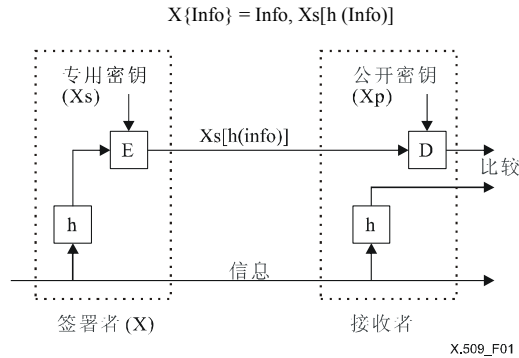 X{Info} = Info, Xs[h (Info)]
专用密钥
(Xs)
公开密钥
(Xp)
E
Xs[h(info)]
D
比较
h
h
信息
签署者 (X)
接收者
X.509_F01